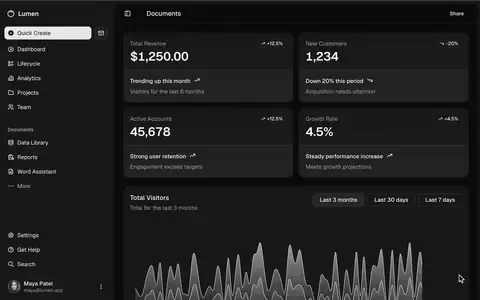 Lumen
Quick Create
Dashboard
Lifecycle
Analytics
Projects
Team
Documents
Data Library
Reports
Word Assistant
More
Settings
Get Help
Search
Maya Patel
maya@lumen.app
Documents
Share
Total Revenue
+12.5%
$1,250.00
Trending up this month
Visitors for the last 6 months
New Customers
-20%
1,234
Down 20% this period
Acquisition needs attention
Active Accounts
+12.5%
45,678
Strong user retention
Engagement exceed targets
Growth Rate
+4.5%
4.5%
Steady performance increase
Meets growth projections
Total Visitors
Total for the last 3 months
Last 3 months
Last 30 days
Last 7 days